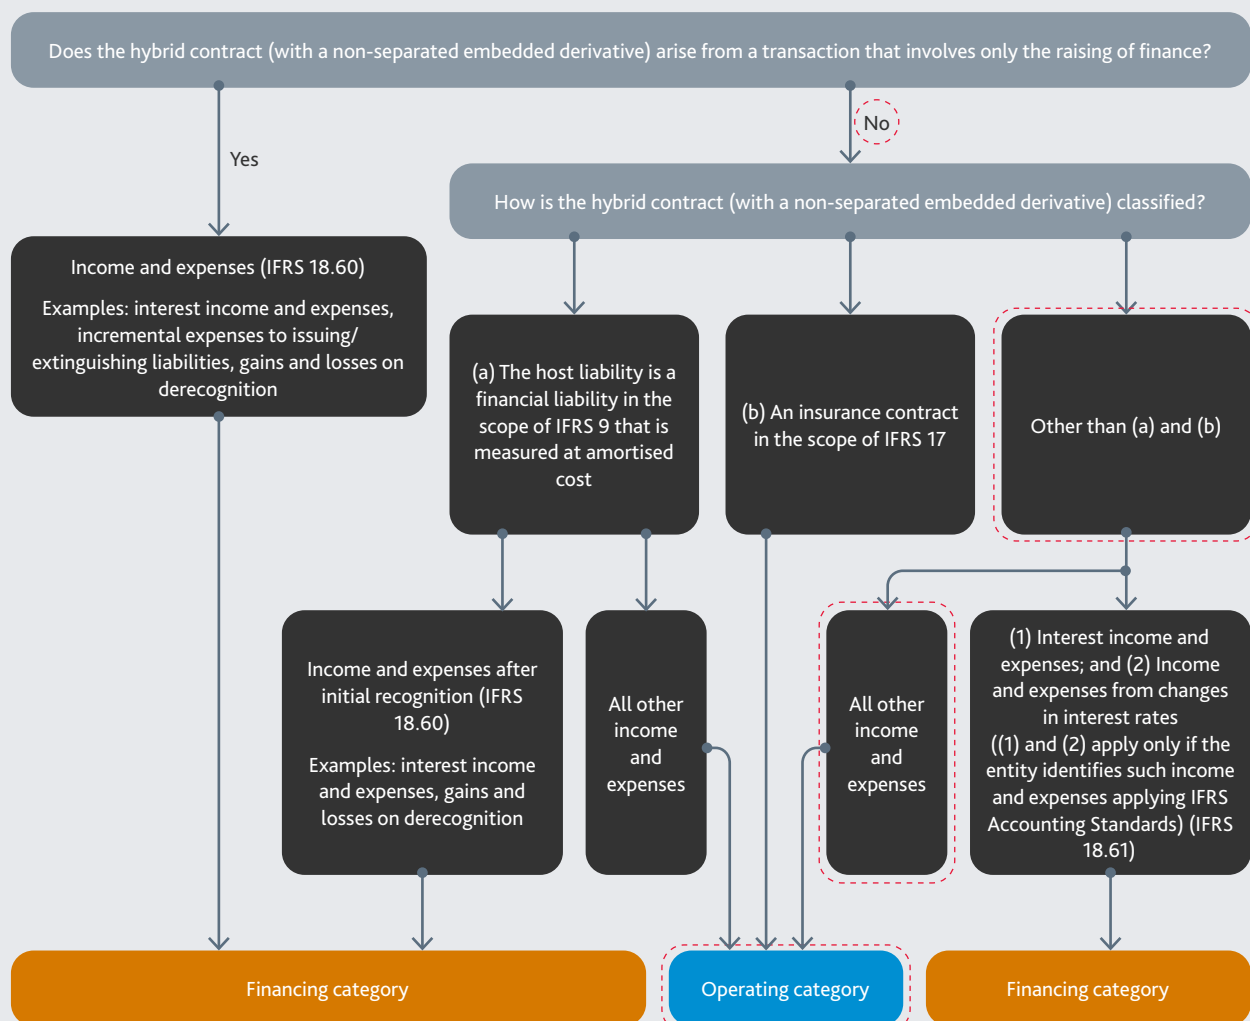 Does the hybrid contract (with a non-separated embedded derivative) arise from a transaction that involves only the raising of finance?
No
Yes
How is the hybrid contract (with a non-separated embedded derivative) classified?
Income and expenses (IFRS 18.60)
Examples: interest income and expenses,
incremental expenses to issuing/
extinguishing liabilities, gains and losses on
derecognition
(a) The host liability is a
financial liability in the
scope of IFRS 9 that is
measured at amortised
cost
(b) An insurance contract
in the scope of IFRS 17
Other than (a) and (b)
Income and expenses after
initial recognition (IFRS
18.60)
Examples: interest income
and expenses, gains and
losses on derecognition
All other
income
and
expenses
All other
income
and
expenses
(1) Interest income and
expenses; and (2) Income
and expenses from changes
in interest rates
((1) and (2) apply only if the
entity identifies such income
and expenses applying IFRS
Accounting Standards) (IFRS
18.61)
Financing category
Operating category
Financing category